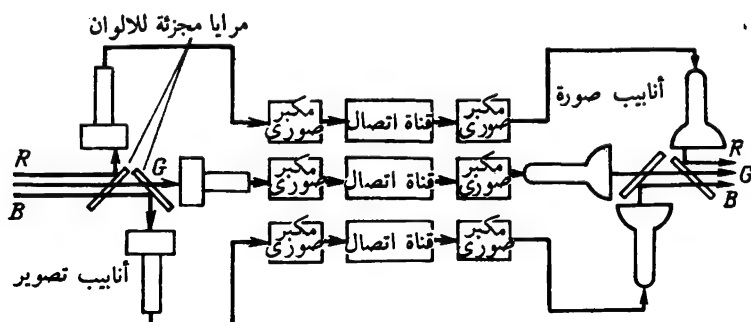 مرايا مجزئة للالوان
أنابيب صورة
مكبر صورى
قناة اتصال
مكبر صورى
R
G
B
مكبر صورى
قناة اتصال
مكبر صورى
R
G
B
مكبر صورى
قناة اتصال
مكبر صورى
أنابيب تصوير